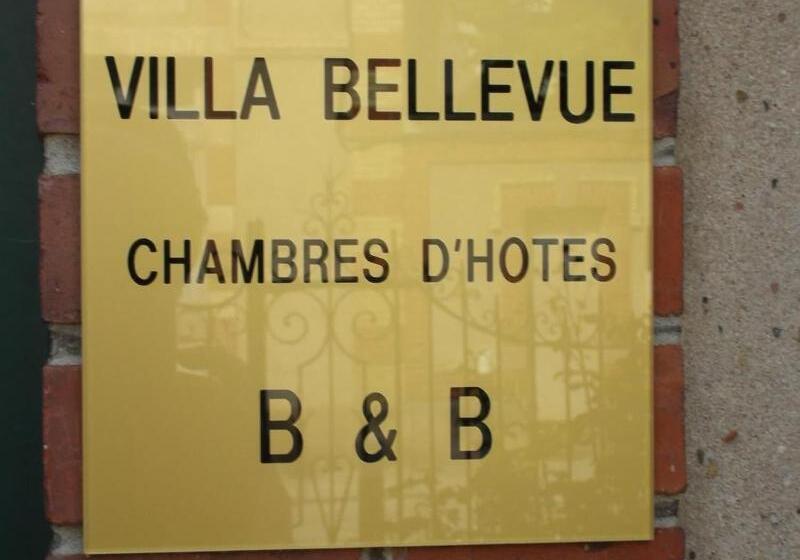 VILLA BELLEVUE
CHAMBRES D'HOTES
B & B